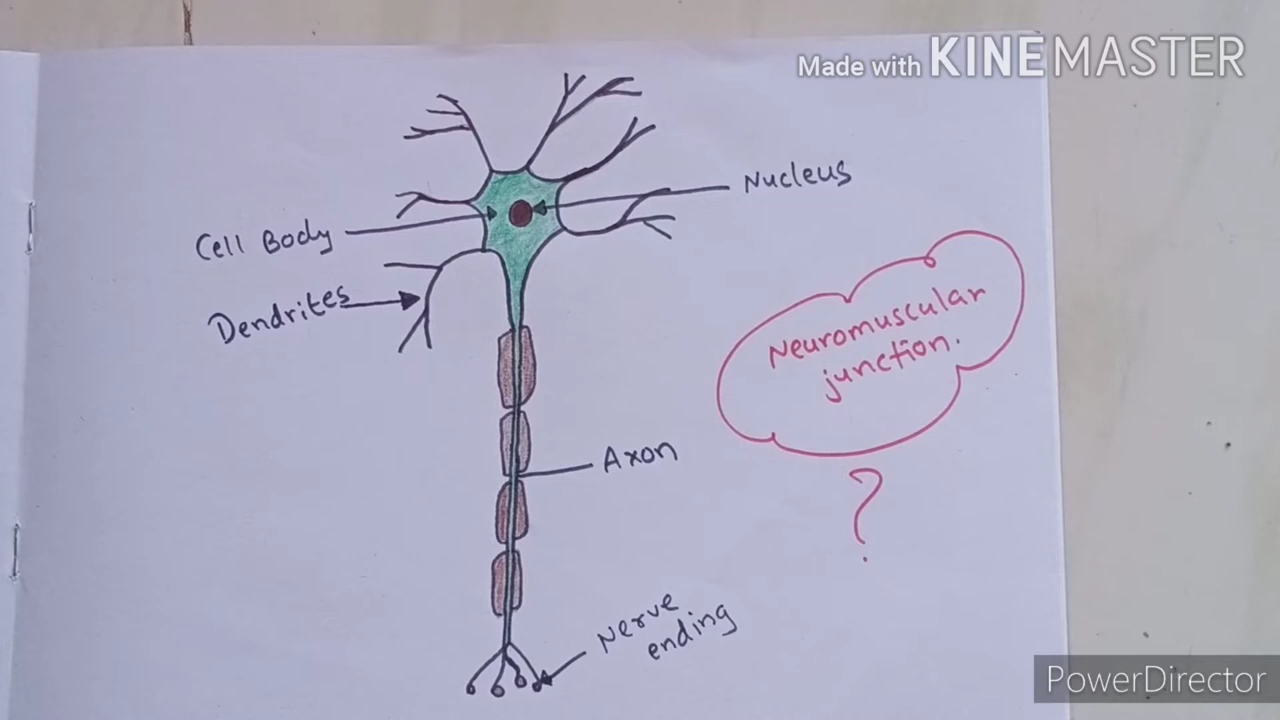 Made with KINEMASTER
Nucleus
Cell Body
Dendrites
Neuromuscular
junction.
?
Axon
Nerve
ending
PowerDirector